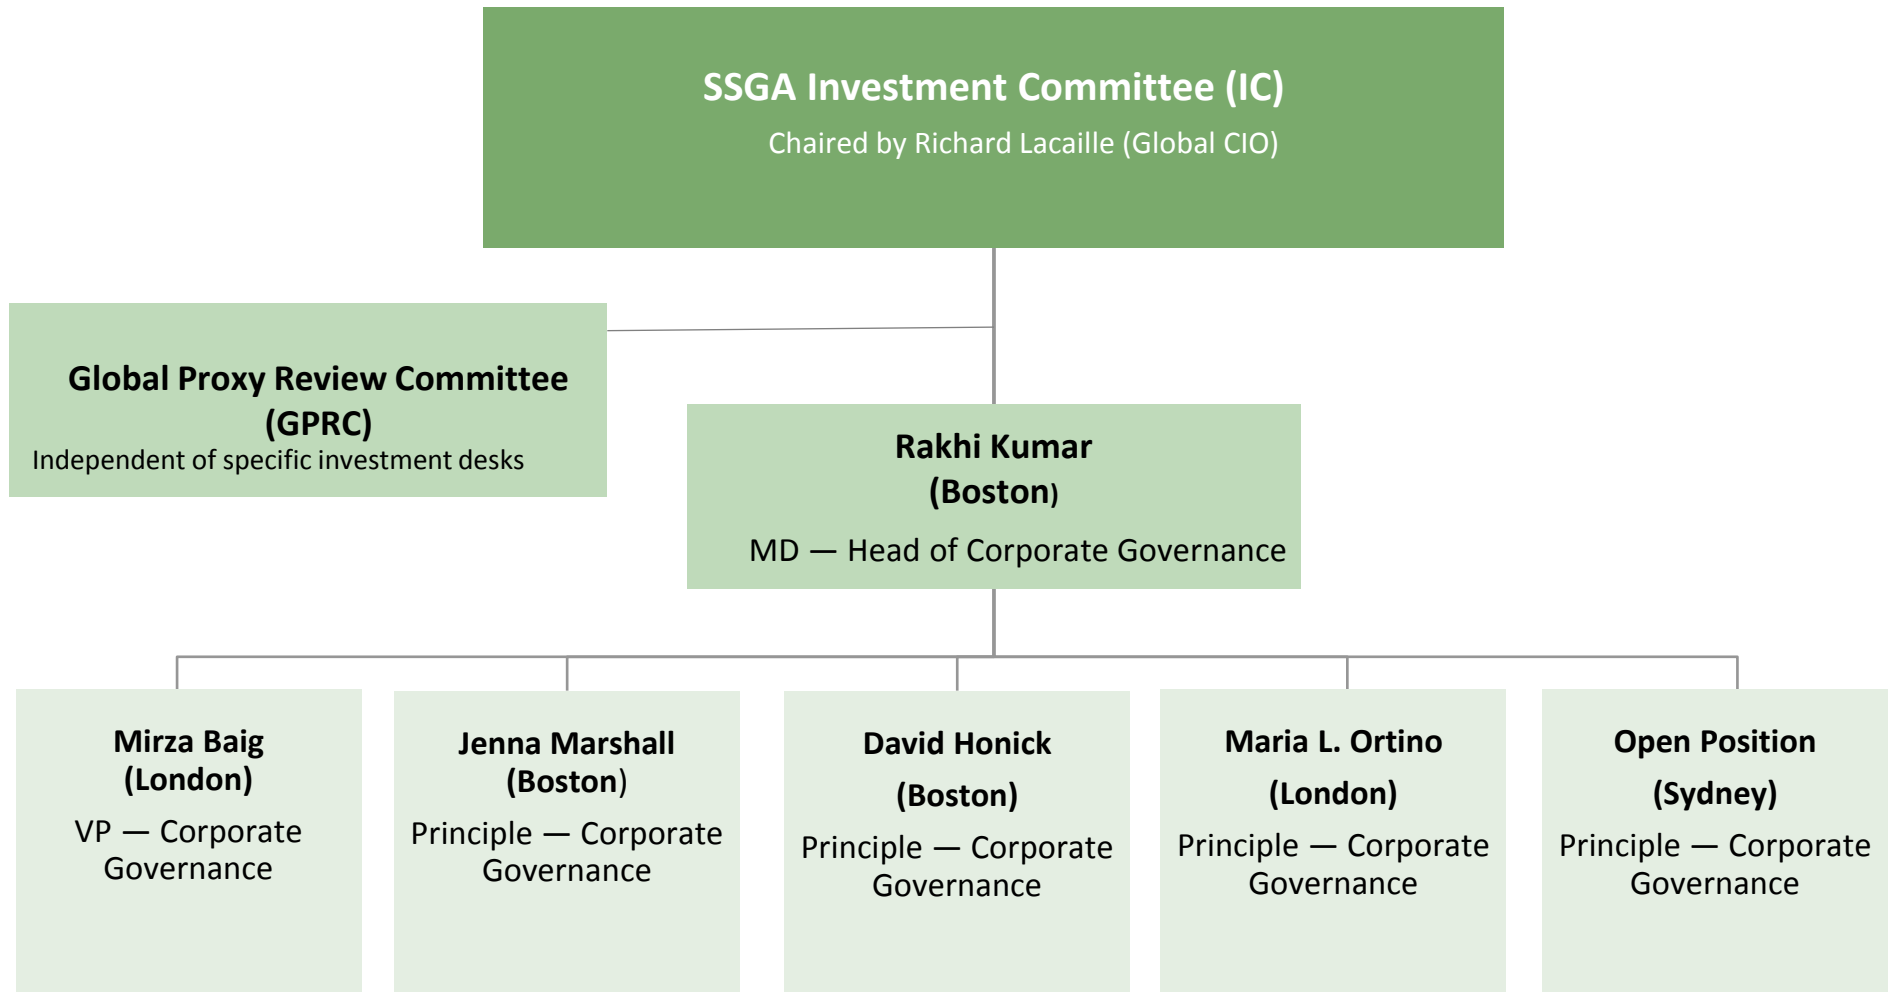 SSGA Investment Committee (IC)
Chaired by Richard Lacaille (Global CIO)
Global Proxy Review Committee
(GPRC)
Independent of specific investment desks
Rakhi Kumar
(Boston)
MD — Head of Corporate Governance
Mirza Baig
(London)
VP — Corporate
Governance
Jenna Marshall
(Boston)
Principle — Corporate
Governance
David Honick
(Boston)
Principle — Corporate
Governance
Maria L. Ortino
(London)
Principle — Corporate
Governance
Open Position
(Sydney)
Principle — Corporate
Governance